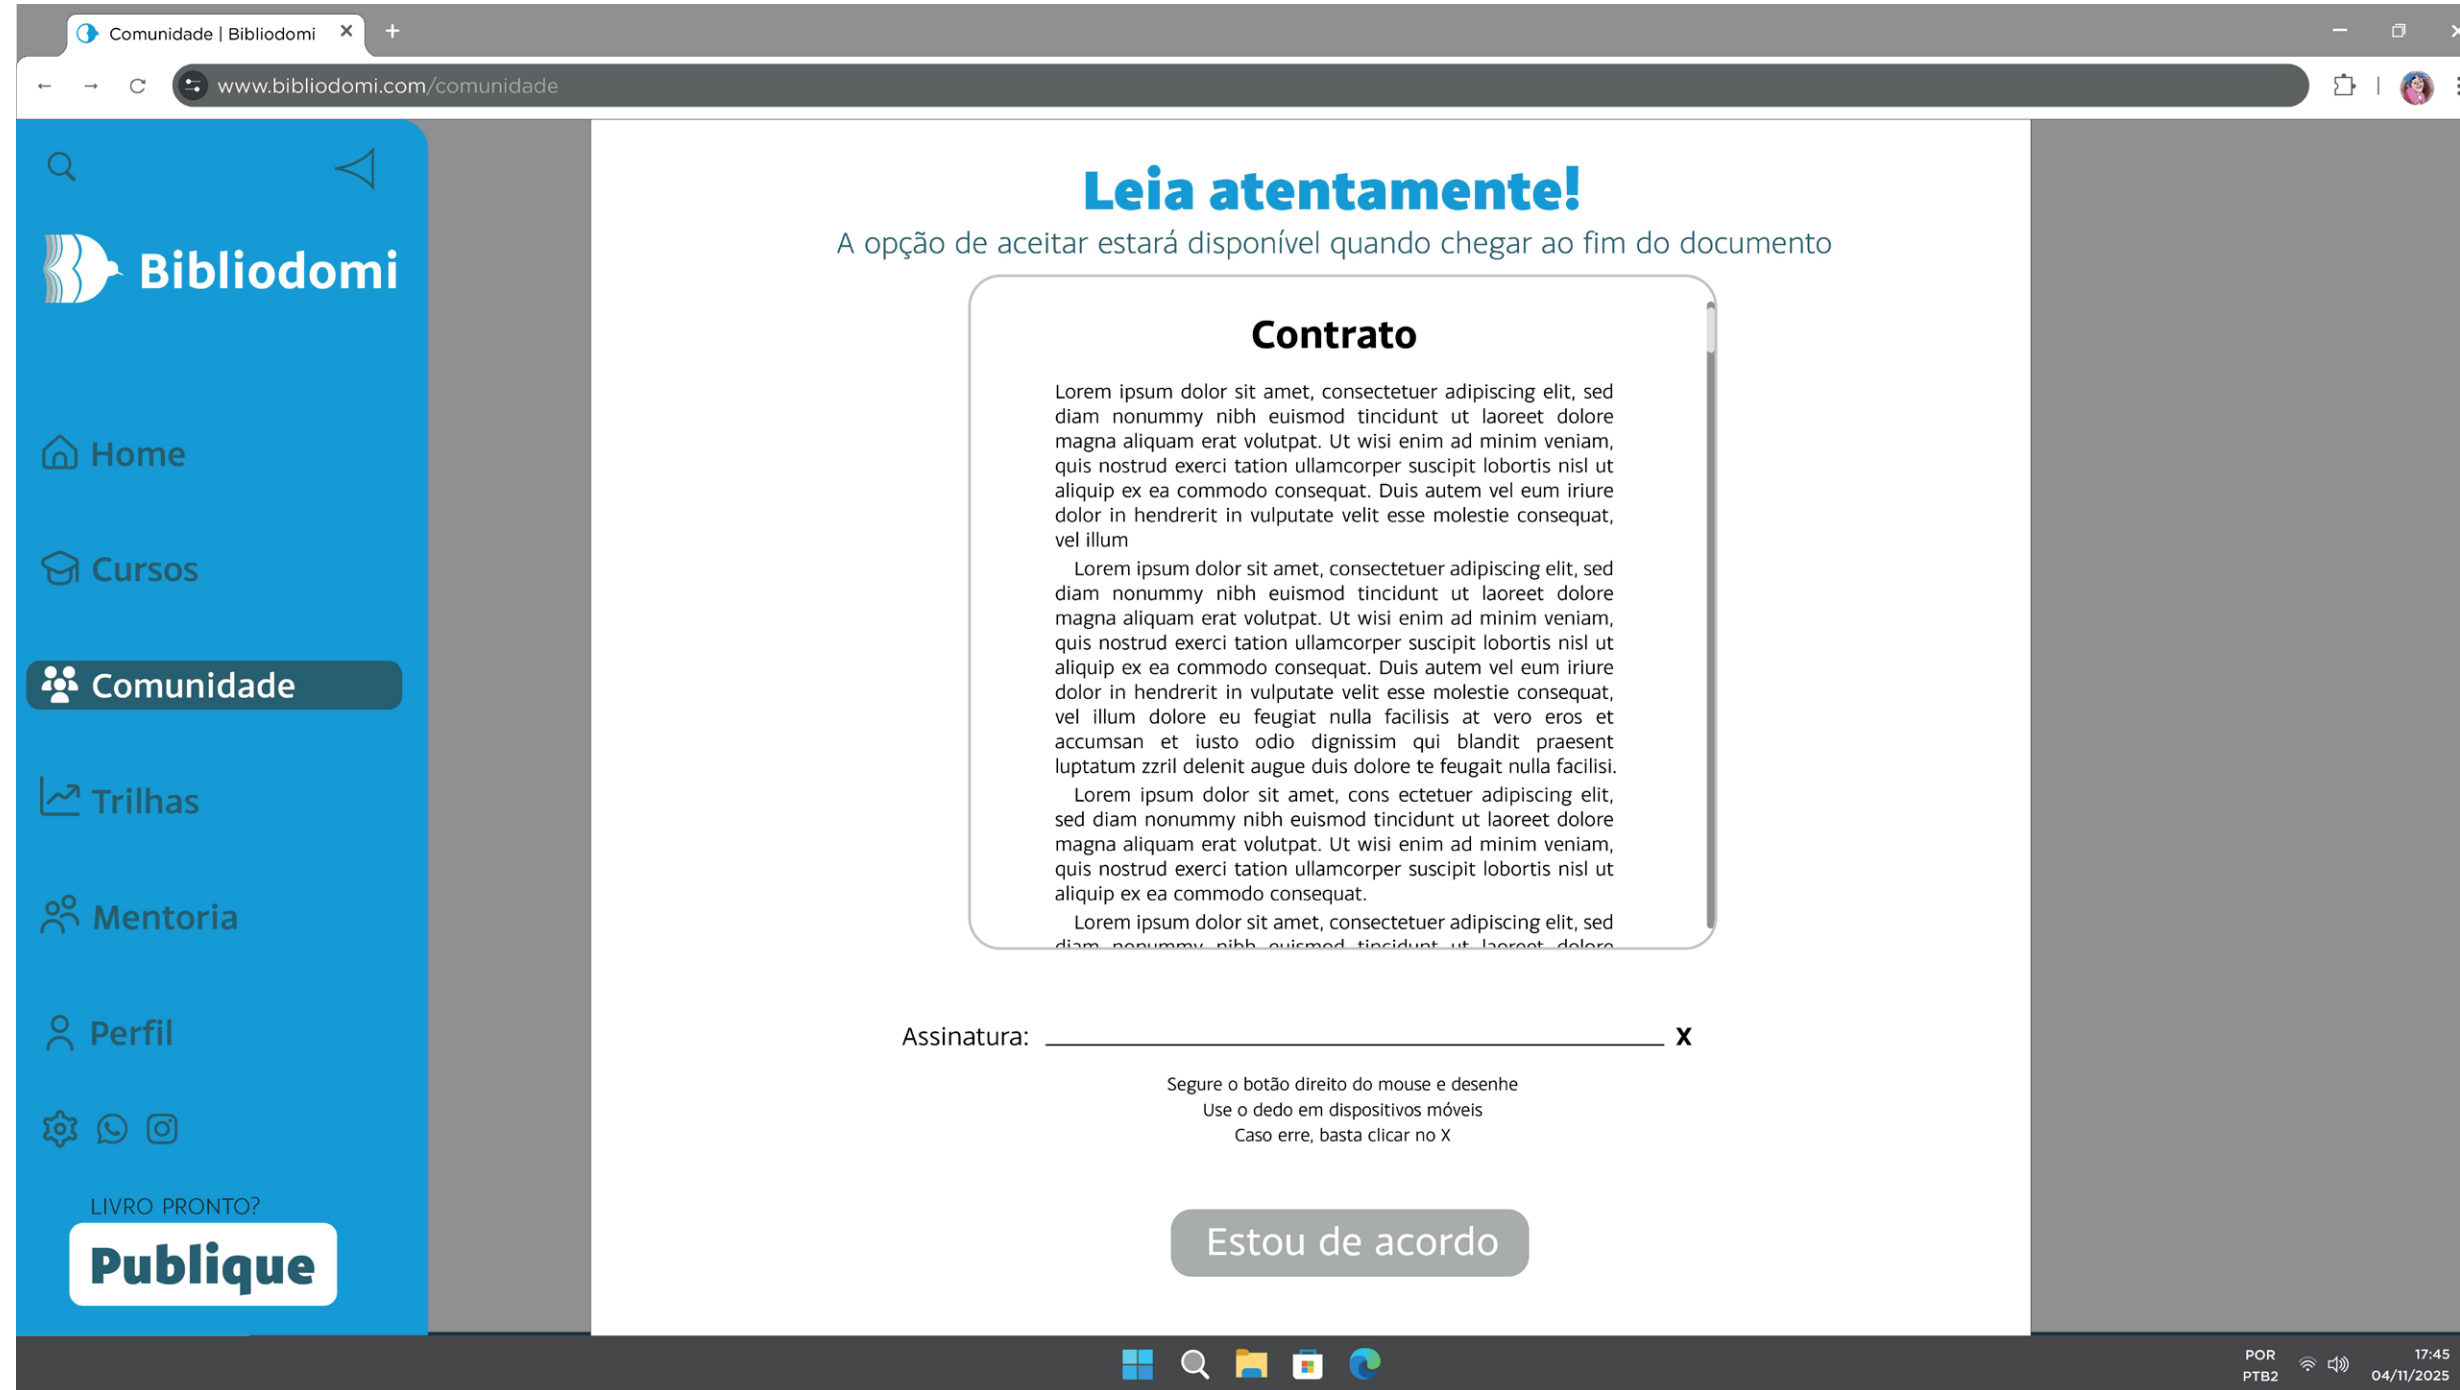 Comunidade | Bibliodomi
www.bibliodomi.com/comunidade
Bibliodomi
Home
Cursos
Comunidade
Trilhas
Mentoria
Perfil
LIVRO PRONTO?
Publique
Leia atentamente!
A opção de aceitar estará disponível quando chegar ao fim do documento
Contrato
Lorem ipsum dolor sit amet, consectetuer adipiscing elit, sed
diam nonummy nibh euismod tincidunt ut laoreet dolore
magna aliquam erat volutpat. Ut wisi enim ad minim veniam,
quis nostrud exerci tation ullamcorper suscipit lobortis nisl ut
aliquip ex ea commodo consequat. Duis autem vel eum iriure
dolor in hendrerit in vulputate velit esse molestie consequat,
vel illum
Lorem ipsum dolor sit amet, consectetuer adipiscing elit, sed
diam nonummy nibh euismod tincidunt ut laoreet dolore
magna aliquam erat volutpat. Ut wisi enim ad minim veniam,
quis nostrud exerci tation ullamcorper suscipit lobortis nisl ut
aliquip ex ea commodo consequat. Duis autem vel eum iriure
dolor in hendrerit in vulputate velit esse molestie consequat,
vel illum dolore eu feugiat nulla facilisis at vero eros et
accumsan et iusto odio dignissim qui blandit praesent
luptatum zzril delenit augue duis dolore te feugait nulla facilisi.
Lorem ipsum dolor sit amet, cons ectetuer adipiscing elit,
sed diam nonummy nibh euismod tincidunt ut laoreet dolore
magna aliquam erat volutpat. Ut wisi enim ad minim veniam,
quis nostrud exerci tation ullamcorper suscipit lobortis nisl ut
aliquip ex ea commodo consequat.
Lorem ipsum dolor sit amet, consectetuer adipiscing elit, sed
diam nonummy nibh euismod tincidunt ut laoreet dolore
Assinatura: X
Segure o botão direito do mouse e desenhe
Use o dedo em dispositivos móveis
Caso erre, basta clicar no X
Estou de acordo
POR
PTB2
17:45
04/11/2025